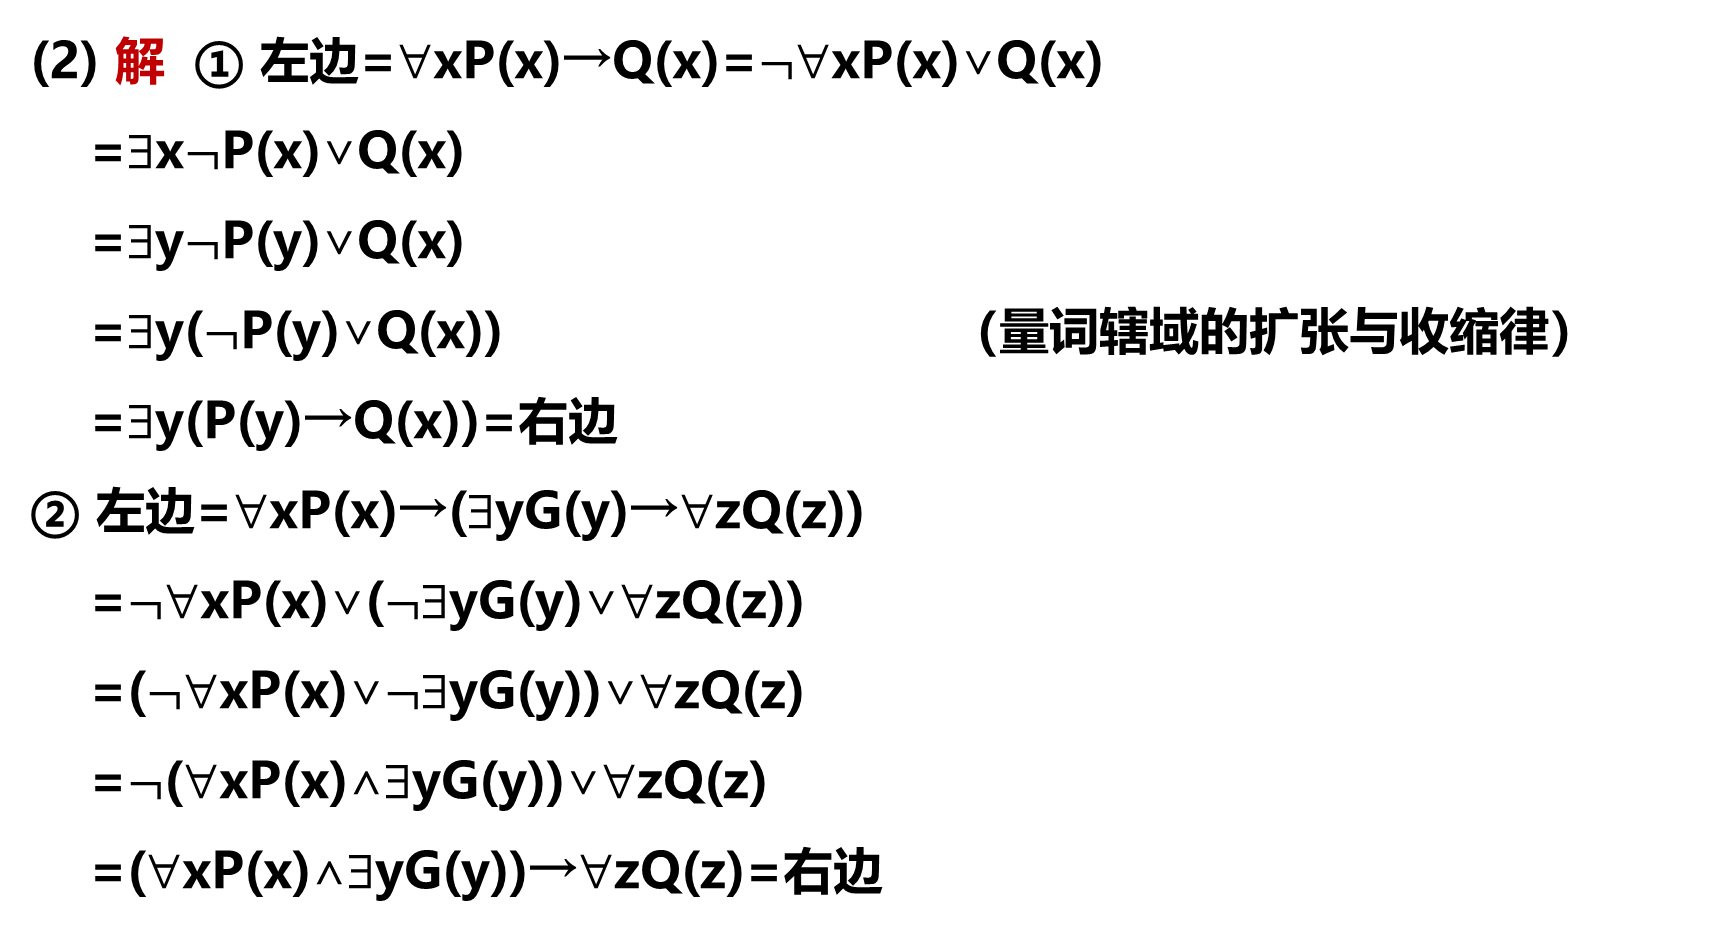 (2) 解 ① 左边=∀xP(x)→Q(x)=¬∀xP(x)∨Q(x)
=∃x¬P(x)∨Q(x)
=∃y¬P(y)∨Q(x)
=∃y(¬P(y)∨Q(x)) (量词辖域的扩张与收缩律)
=∃y(P(y)→Q(x))=右边
② 左边=∀xP(x)→(∃yG(y)→∀zQ(z))
=¬∀xP(x)∨(¬∃yG(y)∨∀zQ(z))
=(¬∀xP(x)∨¬∃yG(y))∨∀zQ(z)
=¬(∀xP(x)∧∃yG(y))∨∀zQ(z)
=(∀xP(x)∧∃yG(y))→∀zQ(z)=右边